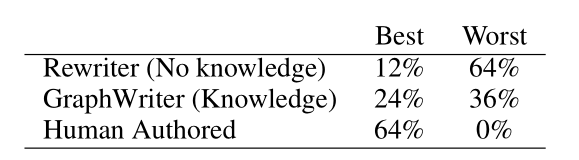 Best Worst
Rewriter (No knowledge) 12% 64%
GraphWriter (Knowledge) 24% 36%
Human Authored 64% 0%